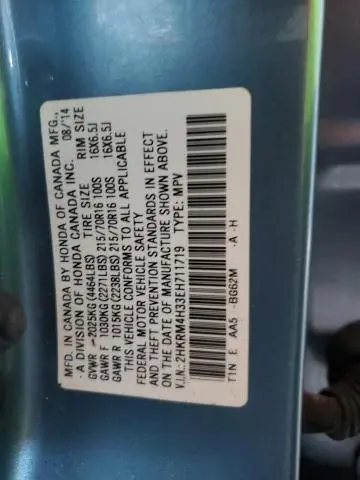 MFD. IN CANADA BY HONDA OF CANADA MFG.,
-A DIVISION OF HONDA CANADA INC. 08/'14
GVWR -2025KG(4464LBS) TIRE SIZE RIM SIZE
GAWR F 1030KG(2271LBS) 215/70R16 100S 16X6.5J
GAWR R 1015KG(2238LBS) 215/70R16 100S 16X6.5J
THIS VEHICLE CONFORMS TO ALL APPLICABLE
FEDERAL MOTOR VEHICLE SAFETY
AND THEFT PREVENTION STANDARDS IN EFFECT
ON THE DATE OF MANUFACTURE SHOWN ABOVE.
V.I.N.: 2HKRM4H33EH711719 TYPE: MPV
TIN E AA5 -BG62M -A -H